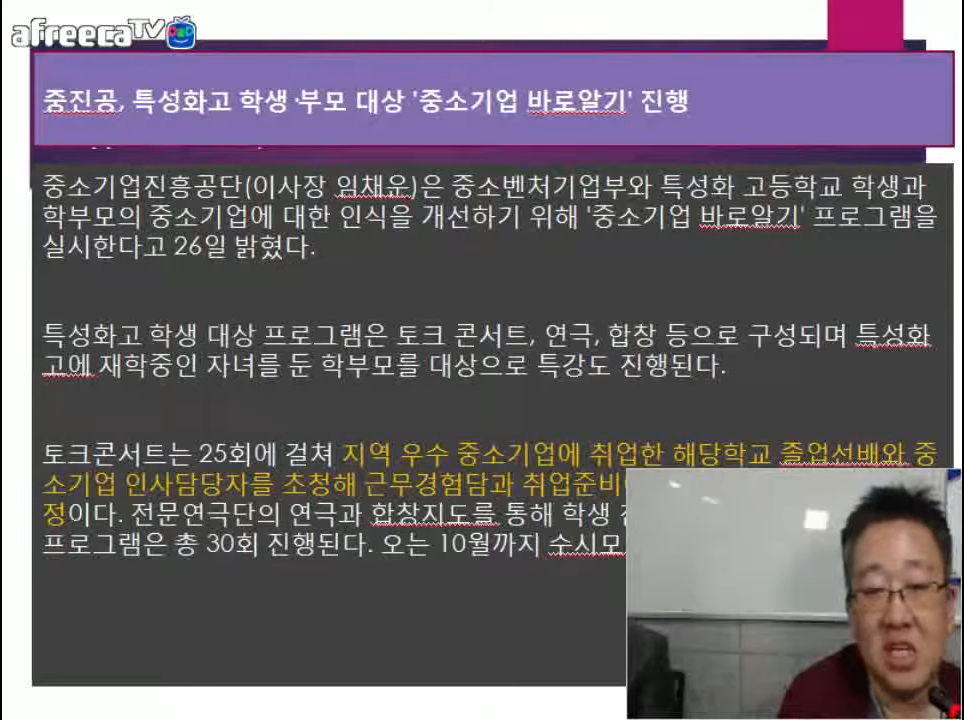 afreecaTV
중진공, 특성화고 학생·부모 대상 '중소기업 바로알기' 진행
중소기업진흥공단(이사장 임채운)은 중소벤처기업부와 특성화 고등학교 학생과
학부모의 중소기업에 대한 인식을 개선하기 위해 '중소기업 바로알기' 프로그램을
실시한다고 26일 밝혔다.
특성화고 학생 대상 프로그램은 토크 콘서트, 연극, 합창 등으로 구성되며 특성화
고에 재학중인 자녀를 둔 학부모를 대상으로 특강도 진행된다.
토크콘서트는 25회에 걸쳐 지역 우수 중소기업에 취업한 해당학교 졸업선배와 중
소기업 인사담당자를 초청해 근무경험담과 취업준비
정이다. 전문연극단의 연극과 합창지도를 통해 학생
프로그램은 총 30회 진행된다. 오는 10월까지 수시모